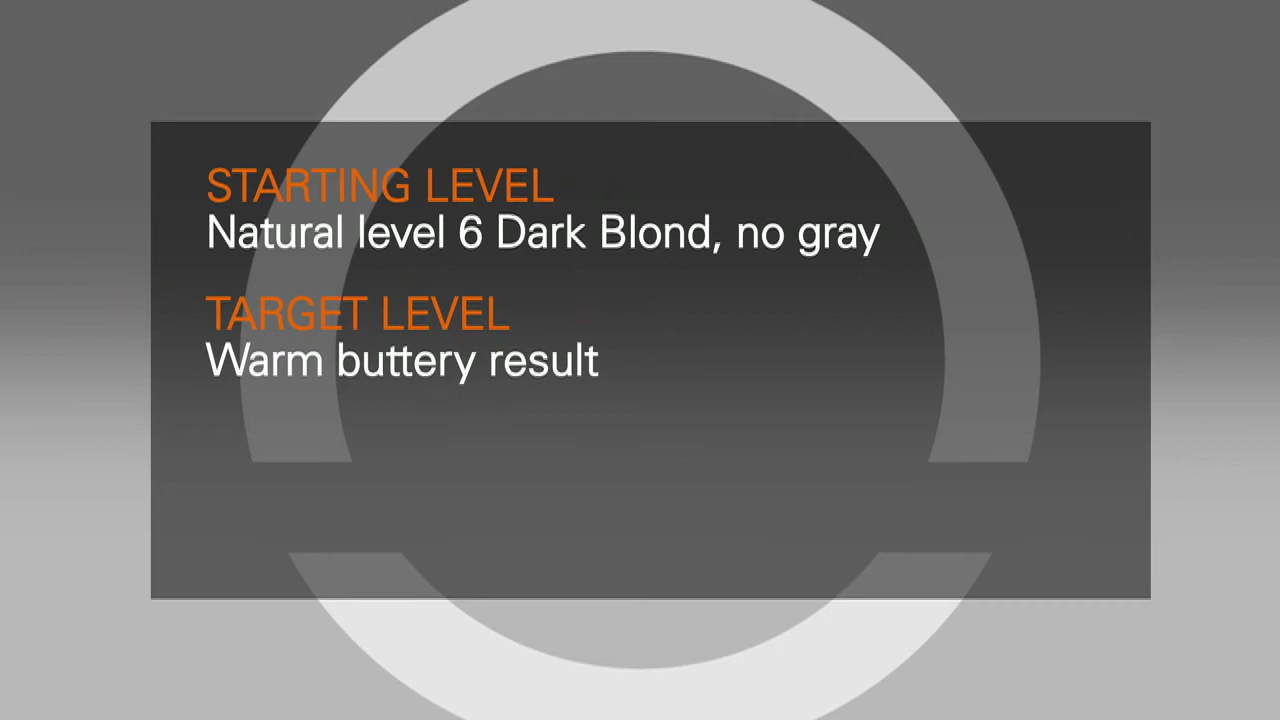 STARTING LEVEL
Natural level 6 Dark Blond, no gray
TARGET LEVEL
Warm buttery result